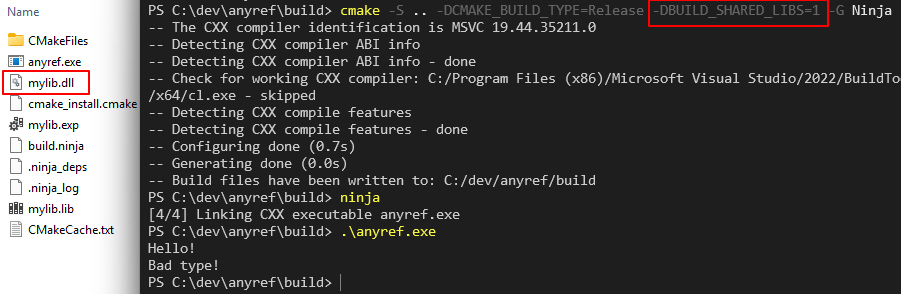 Name
CMakeFiles
anyref.exe
mylib.dll
cmake_install.cmake
mylib.exp
build.ninja
.ninja_deps
.ninja_log
mylib.lib
CMakeCache.txt
PS C:\dev\anyref\build> cmake -S .. -DCMAKE_BUILD_TYPE=Release -DBUILD_SHARED_LIBS=1 -G Ninja
-- The CXX compiler identification is MSVC 19.44.35211.0
-- Detecting CXX compiler ABI info
-- Detecting CXX compiler ABI info - done
-- Check for working CXX compiler: C:/Program Files (x86)/Microsoft Visual Studio/2022/BuildToo
/x64/cl.exe - skipped
-- Detecting CXX compile features
-- Detecting CXX compile features - done
-- Configuring done (0.7s)
-- Generating done (0.0s)
-- Build files have been written to: C:/dev/anyref/build
PS C:\dev\anyref\build> ninja
[4/4] Linking CXX executable anyref.exe
PS C:\dev\anyref\build> .\anyref.exe
Hello!
Bad type!
PS C:\dev\anyref\build>